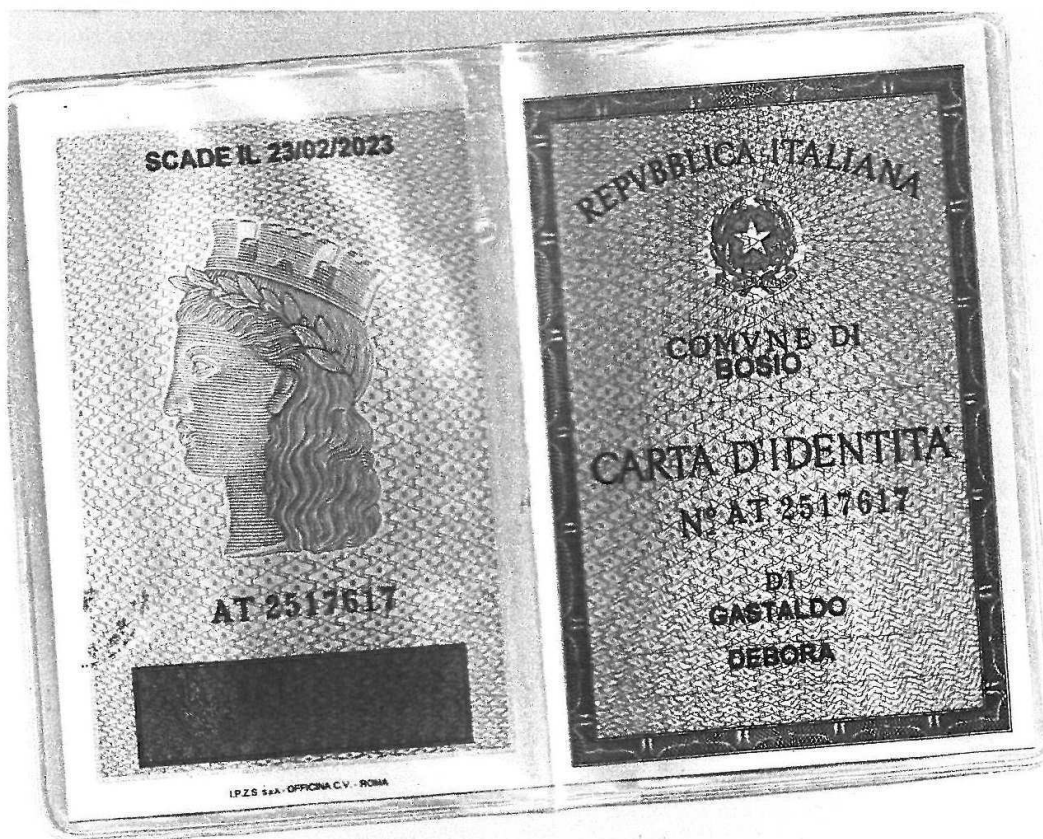 SCADE IL 23/02/2023
AT 2517617
I.P.Z.S. S.p.A. - OFFICINA C.V. - ROMA
REPVBBLICA ITALIANA
COMVNE DI
BOSIO
CARTA D'IDENTITÀ
Nº AT 2517617
DI
GASTALDO
DEBORA